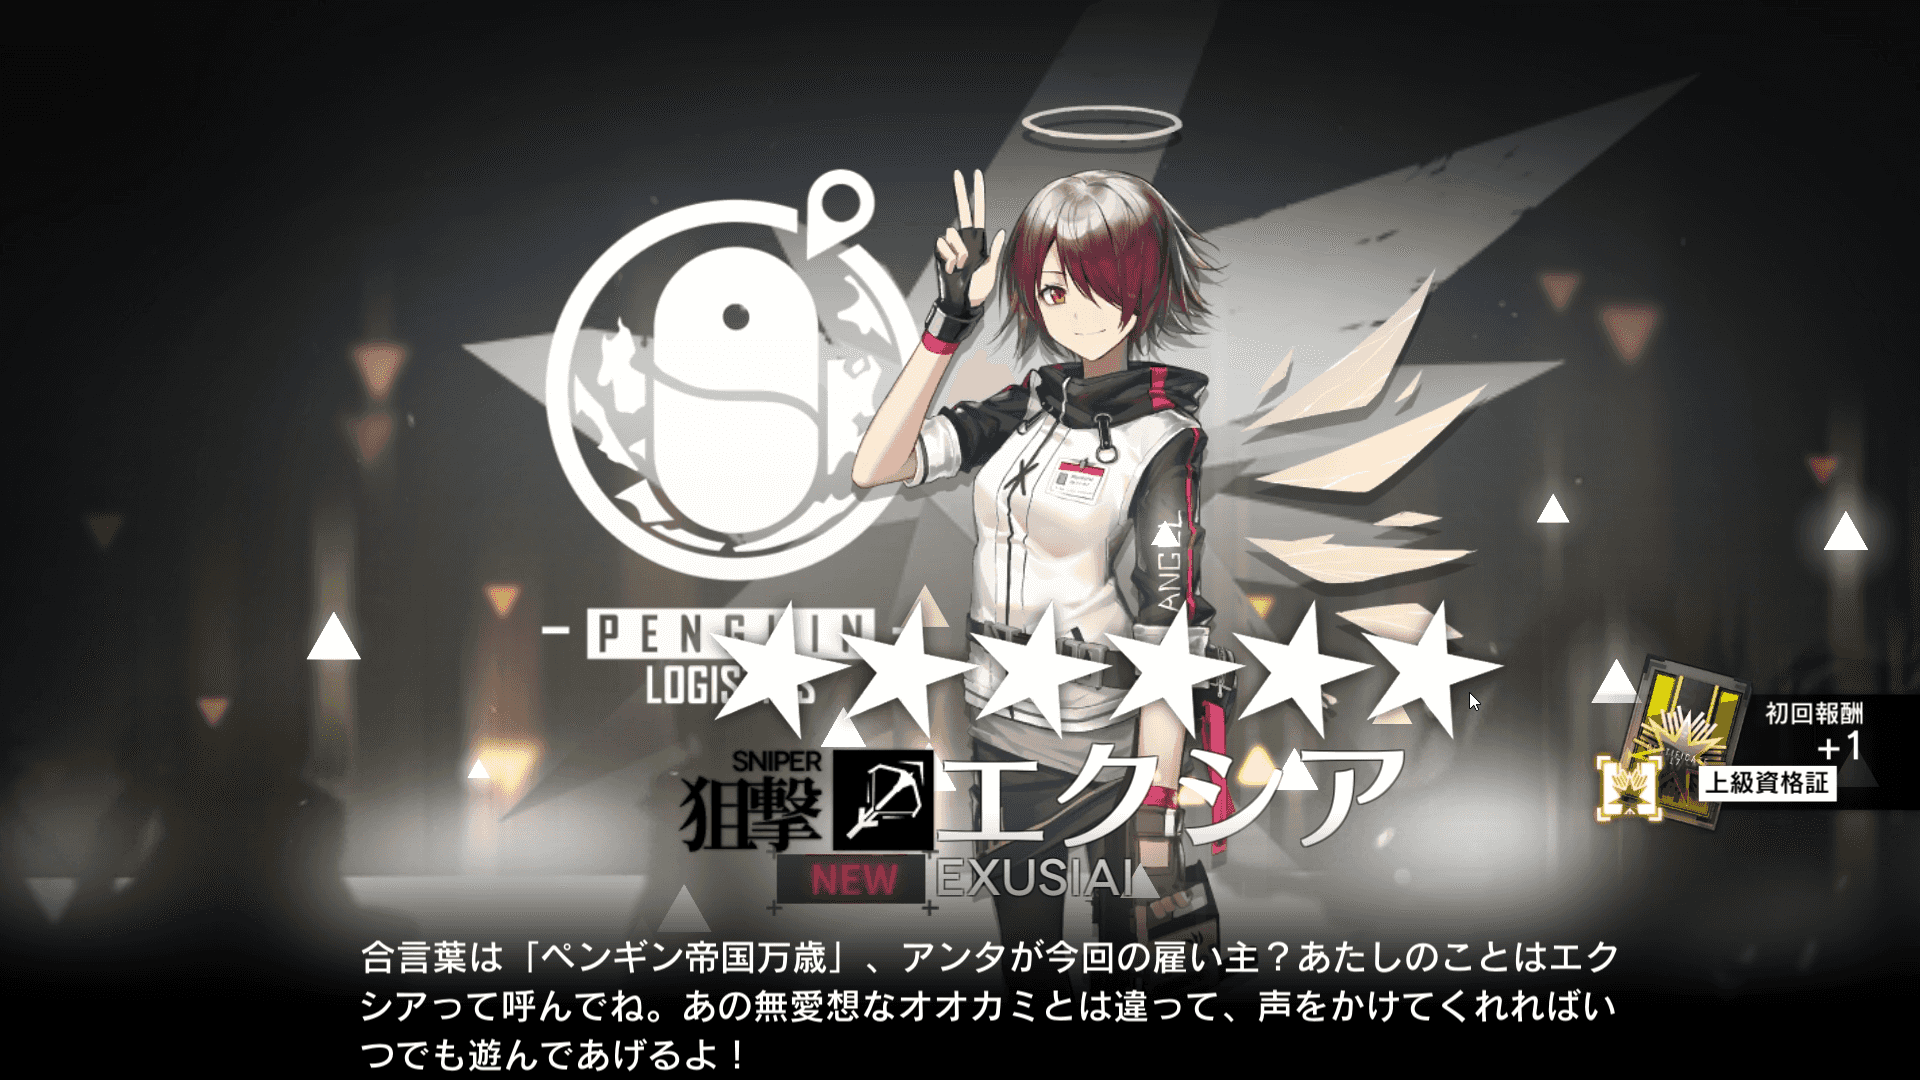 ANGEL
PENGUIN
LOGISTICS
初回報酬
+1
上級資格証
SNIPER
狙撃
エクシア
NEW
EXUSIAI
合言葉は「ペンギン帝国万歳」、アンタが今回の雇い主？あたしのことはエク
シアって呼んでね。あの無愛想なオオカミとは違って、声をかけてくれればい
つでも遊んであげるよ！